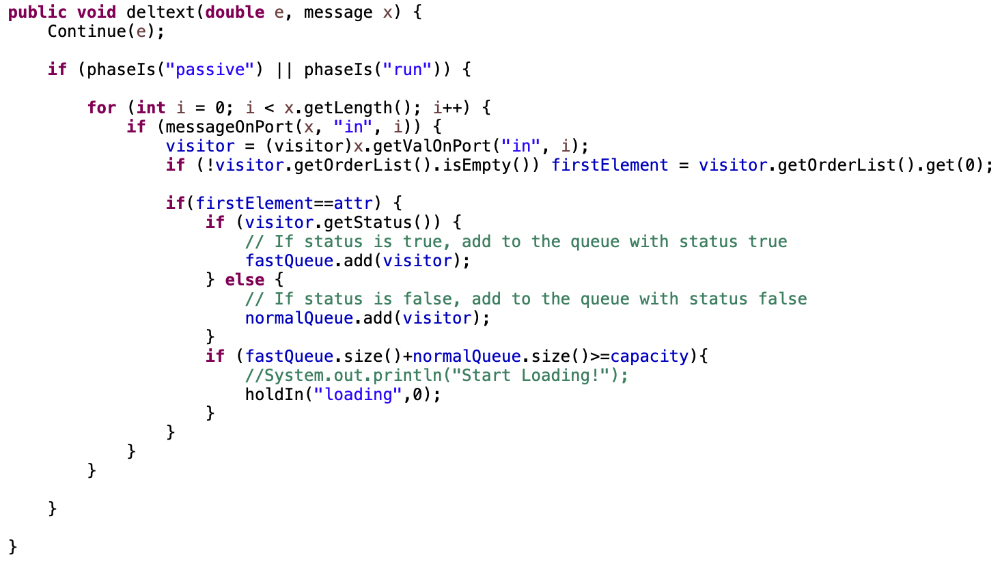 public void deltext(double e, message x) {
    Continue(e);

    if (phaseIs("passive") || phaseIs("run")) {

        for (int i = 0; i < x.getLength(); i++) {
            if (messageOnPort(x, "in", i)) {
                visitor = (visitor)x.getValOnPort("in", i);
                if (!visitor.getOrderList().isEmpty()) firstElement = visitor.getOrderList().get(0);

                if(firstElement==attr) {
                    if (visitor.getStatus()) {
                        // If status is true, add to the queue with status true
                        fastQueue.add(visitor);
                    } else {
                        // If status is false, add to the queue with status false
                        normalQueue.add(visitor);
                    }
                    if (fastQueue.size()+normalQueue.size()>=capacity){
                        //System.out.println("Start Loading!");
                        holdIn("loading",0);
                    }
                }
            }
        }

    }

}